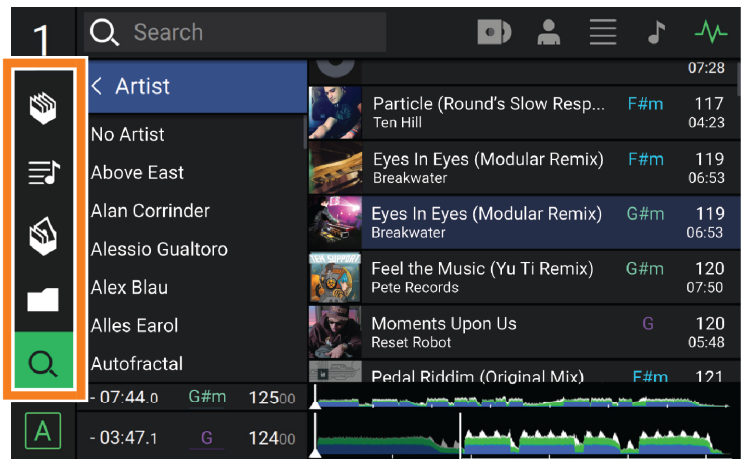 1
Search
07:28
< Artist
No Artist
Above East
Alan Corrinder
Alessio Gualtoro
Alex Blau
Alles Earol
Autofractal
Particle (Round's Slow Resp... F#m 117
Ten Hill 04:23
Eyes In Eyes (Modular Remix) F#m 119
Breakwater 06:53
Eyes In Eyes (Modular Remix) G#m 119
Breakwater 06:53
TEN SUPPORT
Feel the Music (Yu Ti Remix) G#m 120
Pete Records 07:50
Moments Upon Us G 120
Reset Robot 05:48
Pedal Riddim (Original Mix) F#m 121
- 07:44.0 G#m 12500
A
- 03:47.1 G 12400